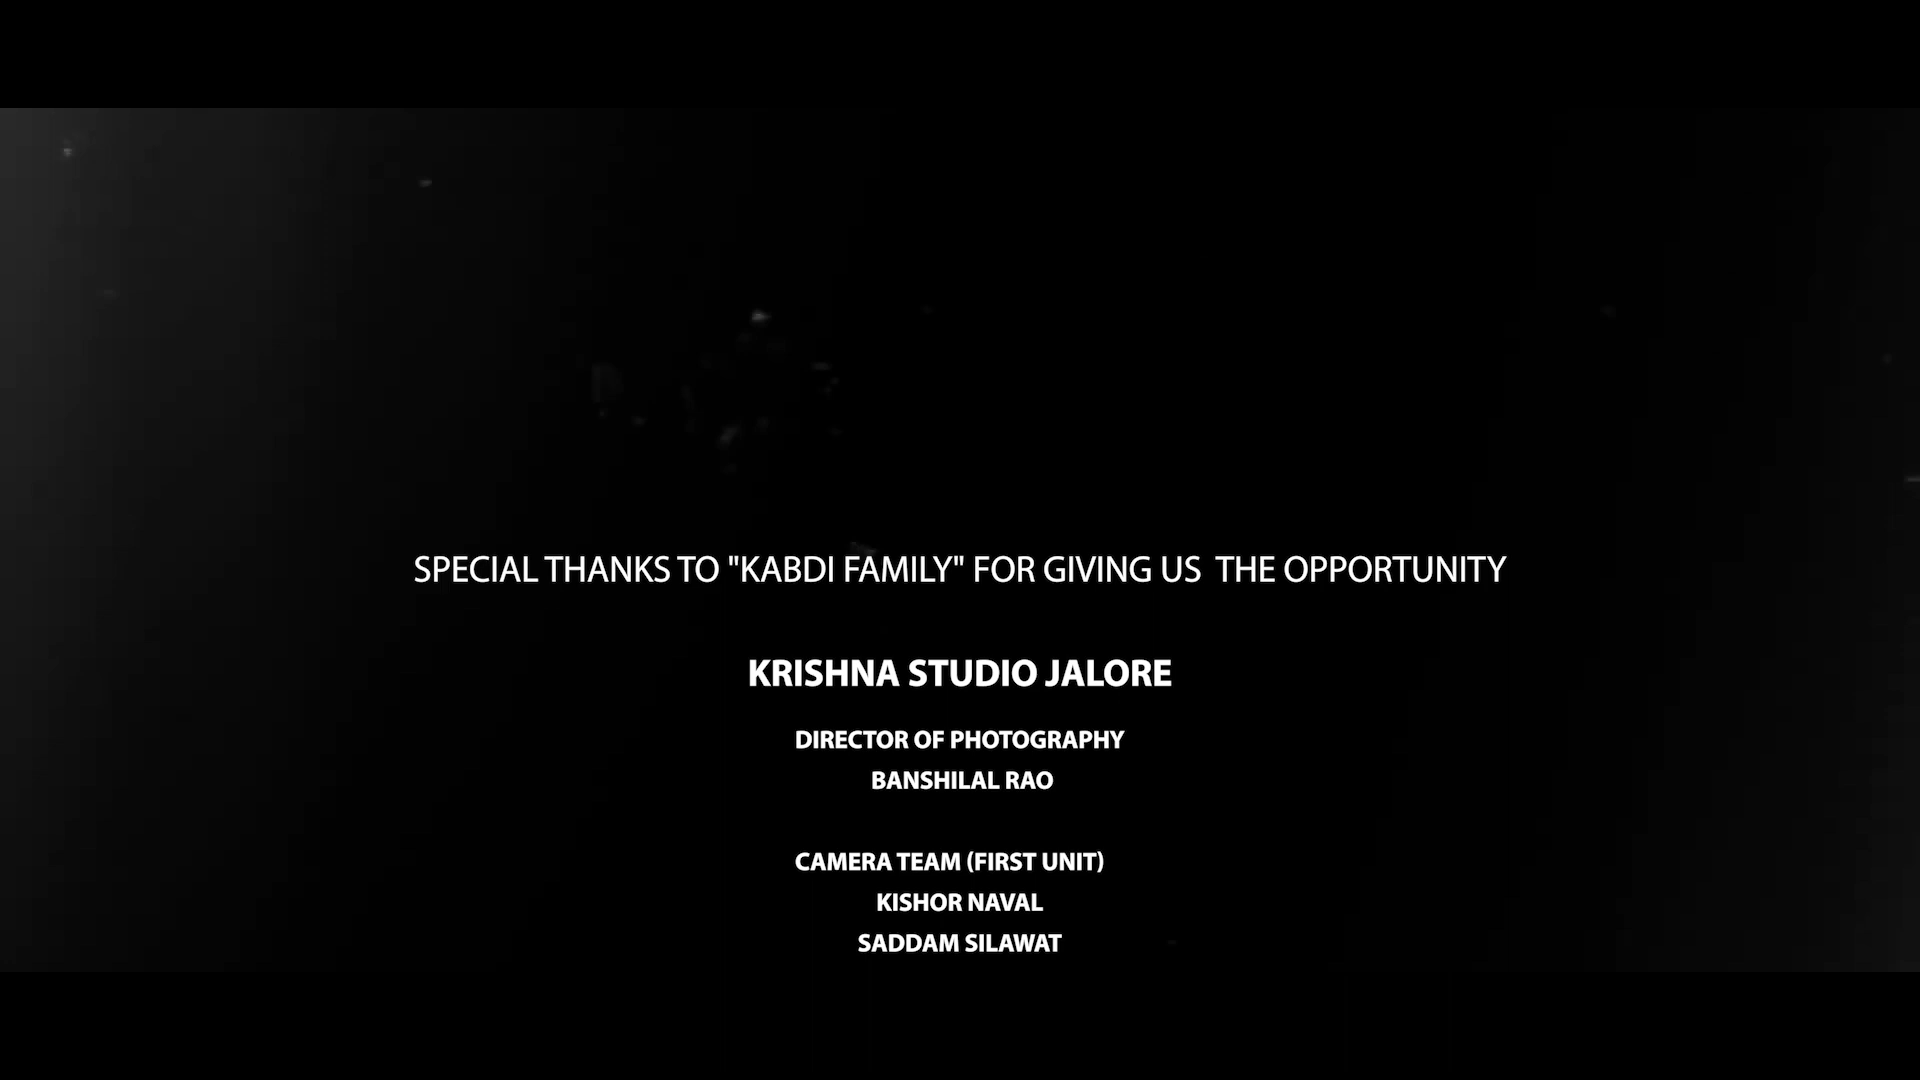 SPECIAL THANKS TO "KABDI FAMILY" FOR GIVING US  THE OPPORTUNITY
KRISHNA STUDIO JALORE
DIRECTOR OF PHOTOGRAPHY
BANSHILAL RAO
CAMERA TEAM (FIRST UNIT)
KISHOR NAVAL
SADDAM SILAWAT